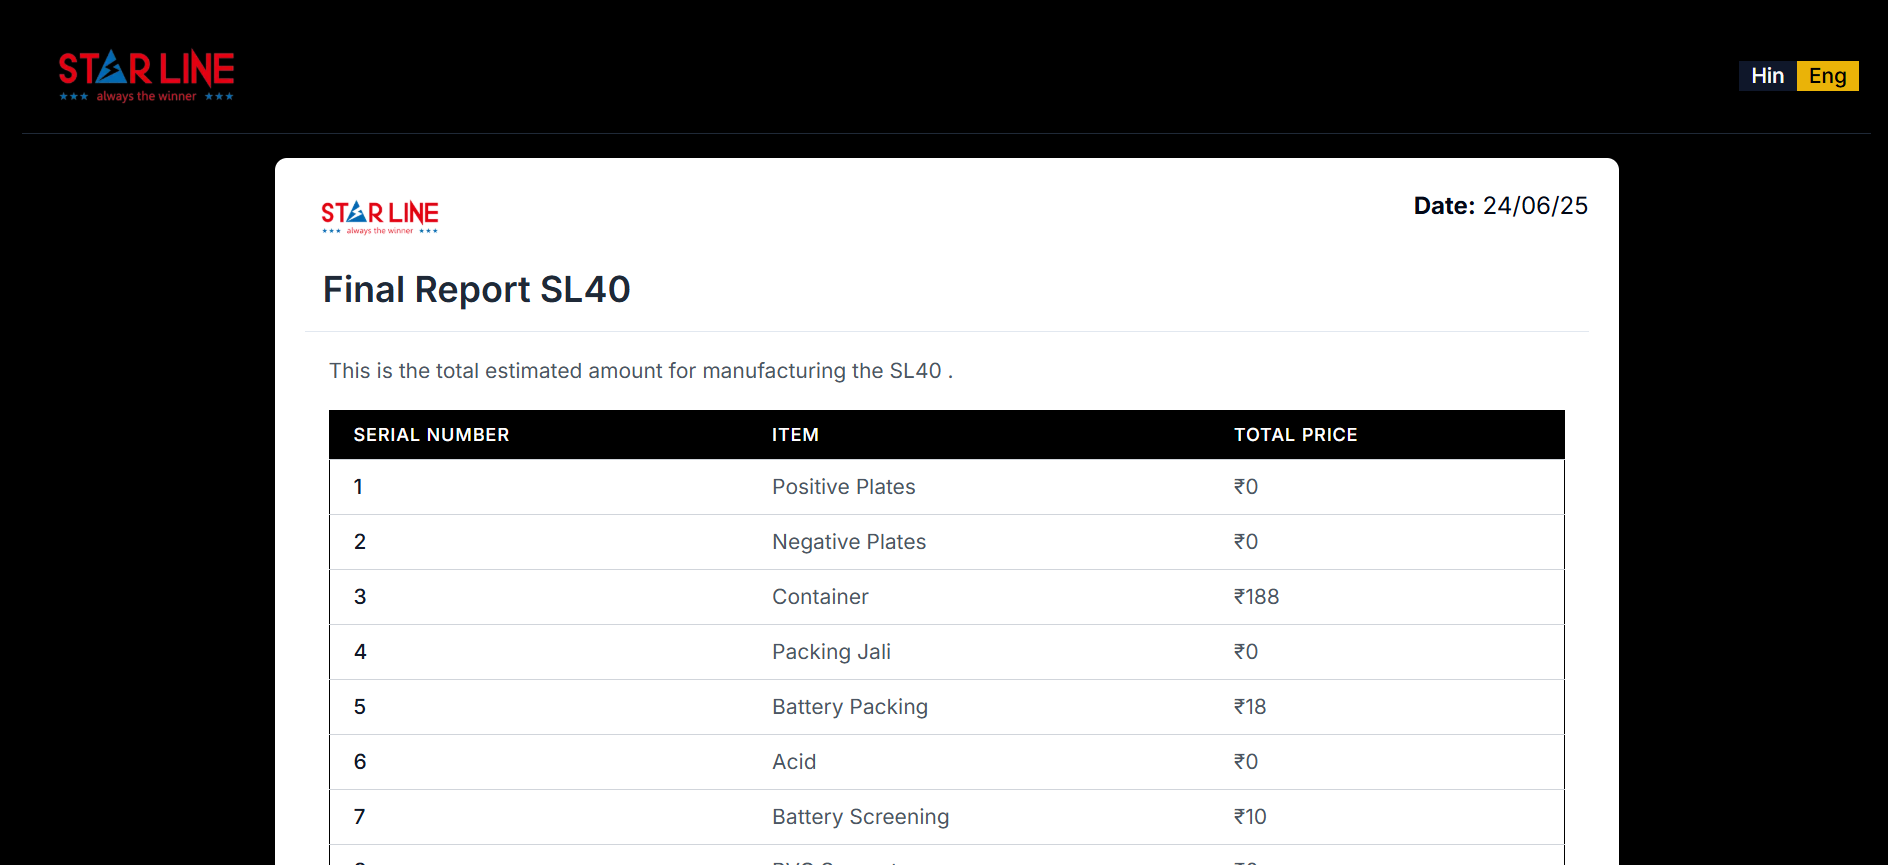 STAR LINE
★★★ always the winner ★★★
Hin Eng
STAR LINE
★★★ always the winner ★★★
Date: 24/06/25
Final Report SL40
This is the total estimated amount for manufacturing the SL40 .
SERIAL NUMBER ITEM TOTAL PRICE
1 Positive Plates ₹0
2 Negative Plates ₹0
3 Container ₹188
4 Packing Jali ₹0
5 Battery Packing ₹18
6 Acid ₹0
7 Battery Screening ₹10